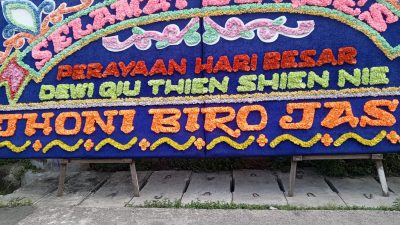 SELAMAT
PERAYAAN HARI BESAR
DEWI QIU THIEN SHIEN NIE
JHONI BIRO JAS